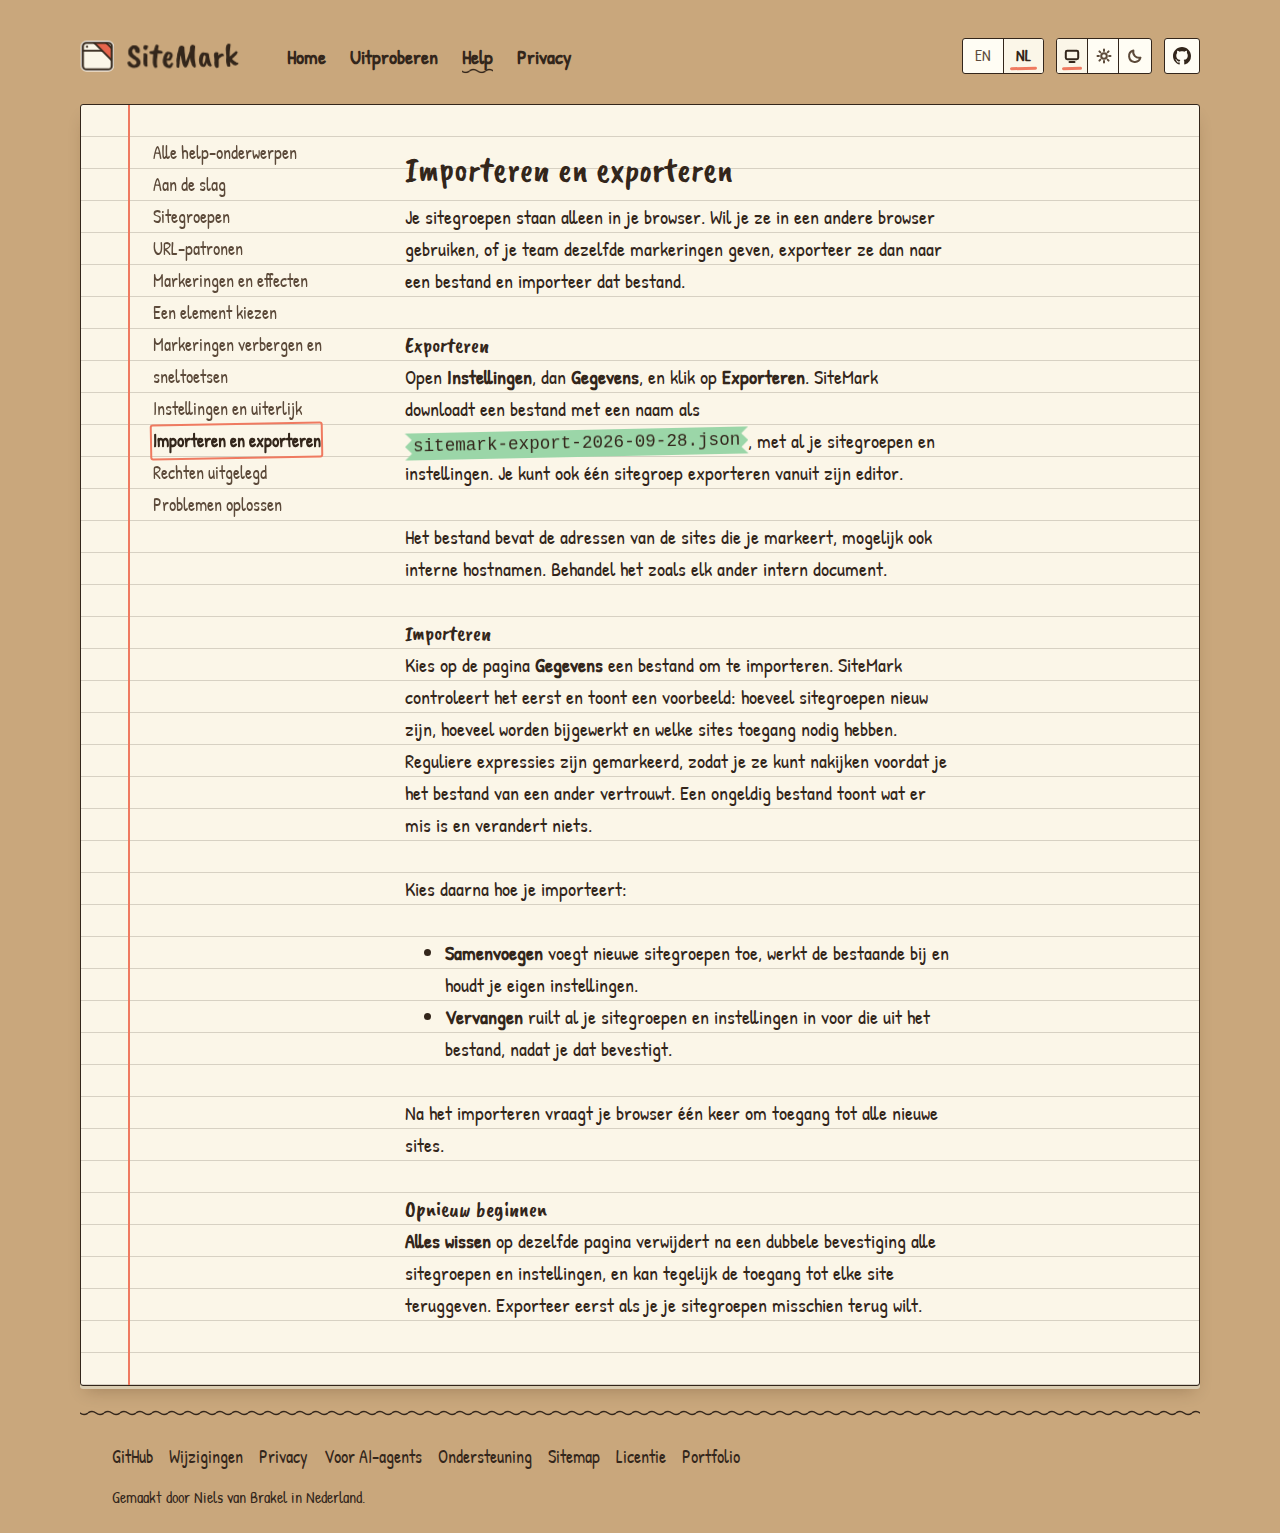 SiteMark
Home Uitproberen Help Privacy
EN NL
Alle help-onderwerpen
Aan de slag
Sitegroepen
URL-patronen
Markeringen en effecten
Een element kiezen
Markeringen verbergen en
sneltoetsen
Instellingen en uiterlijk
Importeren en exporteren
Rechten uitgelegd
Problemen oplossen
Importeren en exporteren
Je sitegroepen staan alleen in je browser. Wil je ze in een andere browser
gebruiken, of je team dezelfde markeringen geven, exporteer ze dan naar
een bestand en importeer dat bestand.
Exporteren
Open Instellingen, dan Gegevens, en klik op Exporteren. SiteMark
downloadt een bestand met een naam als
sitemark-export-2026-09-28.json, met al je sitegroepen en
instellingen. Je kunt ook één sitegroep exporteren vanuit zijn editor.
Het bestand bevat de adressen van de sites die je markeert, mogelijk ook
interne hostnamen. Behandel het zoals elk ander intern document.
Importeren
Kies op de pagina Gegevens een bestand om te importeren. SiteMark
controleert het eerst en toont een voorbeeld: hoeveel sitegroepen nieuw
zijn, hoeveel worden bijgewerkt en welke sites toegang nodig hebben.
Reguliere expressies zijn gemarkeerd, zodat je ze kunt nakijken voordat je
het bestand van een ander vertrouwt. Een ongeldig bestand toont wat er
mis is en verandert niets.
Kies daarna hoe je importeert:
Samenvoegen voegt nieuwe sitegroepen toe, werkt de bestaande bij en
houdt je eigen instellingen.
Vervangen ruilt al je sitegroepen en instellingen in voor die uit het
bestand, nadat je dat bevestigt.
Na het importeren vraagt je browser één keer om toegang tot alle nieuwe
sites.
Opnieuw beginnen
Alles wissen op dezelfde pagina verwijdert na een dubbele bevestiging alle
sitegroepen en instellingen, en kan tegelijk de toegang tot elke site
teruggeven. Exporteer eerst als je je sitegroepen misschien terug wilt.
GitHub Wijzigingen Privacy Voor AI-agents Ondersteuning Sitemap Licentie Portfolio
Gemaakt door Niels van Brakel in Nederland.